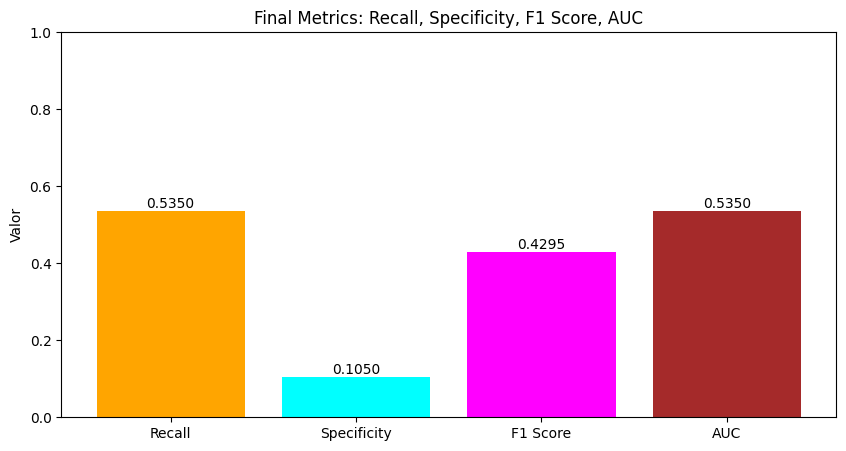 Final Metrics: Recall, Specificity, F1 Score, AUC
1.0
0.8
0.6
0.4
0.2
0.0
Valor
0.5350
0.1050
0.4295
0.5350
Recall
Specificity
F1 Score
AUC